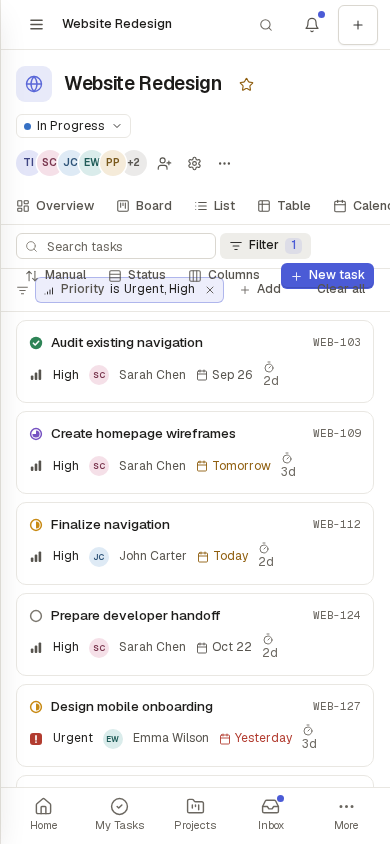 Website Redesign
Website Redesign
In Progress
TI SC JC EW PP +2
Overview Board List Table Calen
Search tasks Filter 1
Manual Status Columns New task
Priority is Urgent, High Add Clear all
Audit existing navigation WEB-103
High SC Sarah Chen Sep 26 2d
Create homepage wireframes WEB-109
High SC Sarah Chen Tomorrow 3d
Finalize navigation WEB-112
High JC John Carter Today 2d
Prepare developer handoff WEB-124
High SC Sarah Chen Oct 22 2d
Design mobile onboarding WEB-127
Urgent EW Emma Wilson Yesterday 3d
Home My Tasks Projects Inbox More